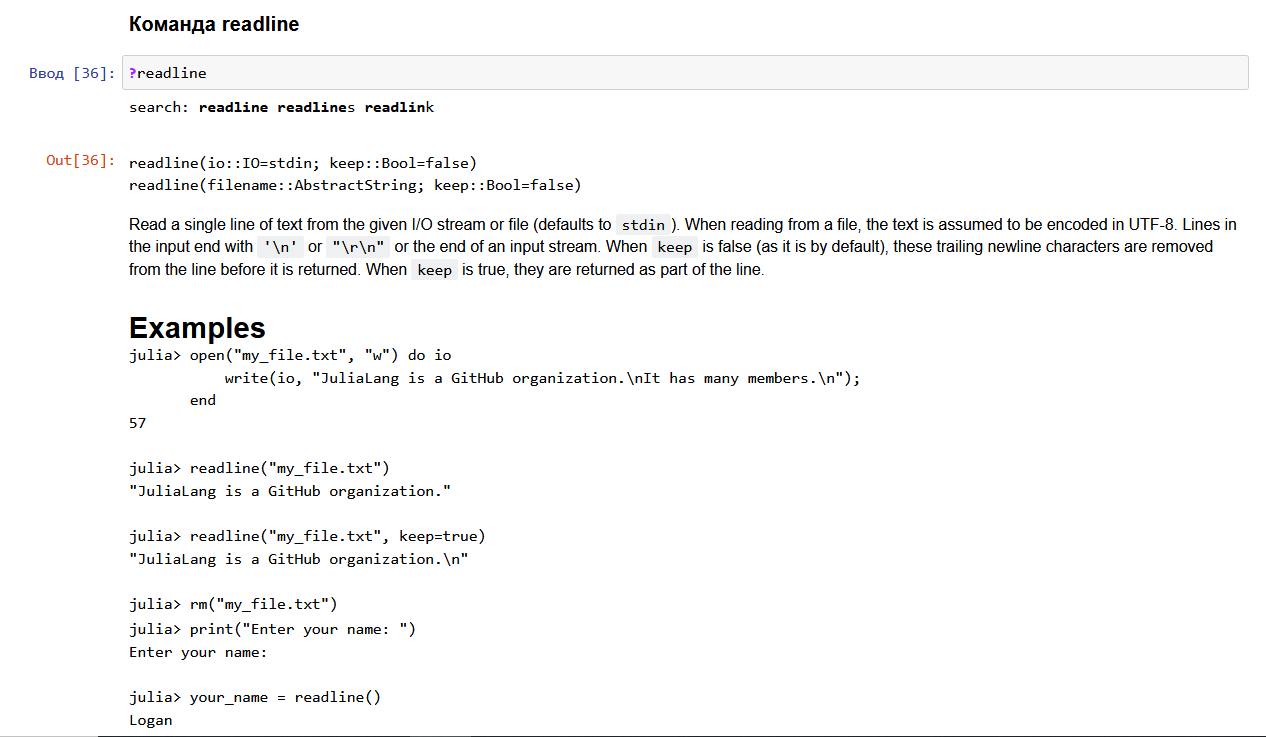 Команда readline
Ввод [36]: ?readline
search: readline readlines readlink
Out[36]: readline(io::IO=stdin; keep::Bool=false)
readline(filename::AbstractString; keep::Bool=false)
Read a single line of text from the given I/O stream or file (defaults to stdin ). When reading from a file, the text is assumed to be encoded in UTF-8. Lines in
the input end with '\n' or "\r\n" or the end of an input stream. When keep is false (as it is by default), these trailing newline characters are removed
from the line before it is returned. When keep is true, they are returned as part of the line.
Examples
julia> open("my_file.txt", "w") do io
           write(io, "JuliaLang is a GitHub organization.\nIt has many members.\n");
       end
57
julia> readline("my_file.txt")
"JuliaLang is a GitHub organization."
julia> readline("my_file.txt", keep=true)
"JuliaLang is a GitHub organization.\n"
julia> rm("my_file.txt")
julia> print("Enter your name: ")
Enter your name:
julia> your_name = readline()
Logan